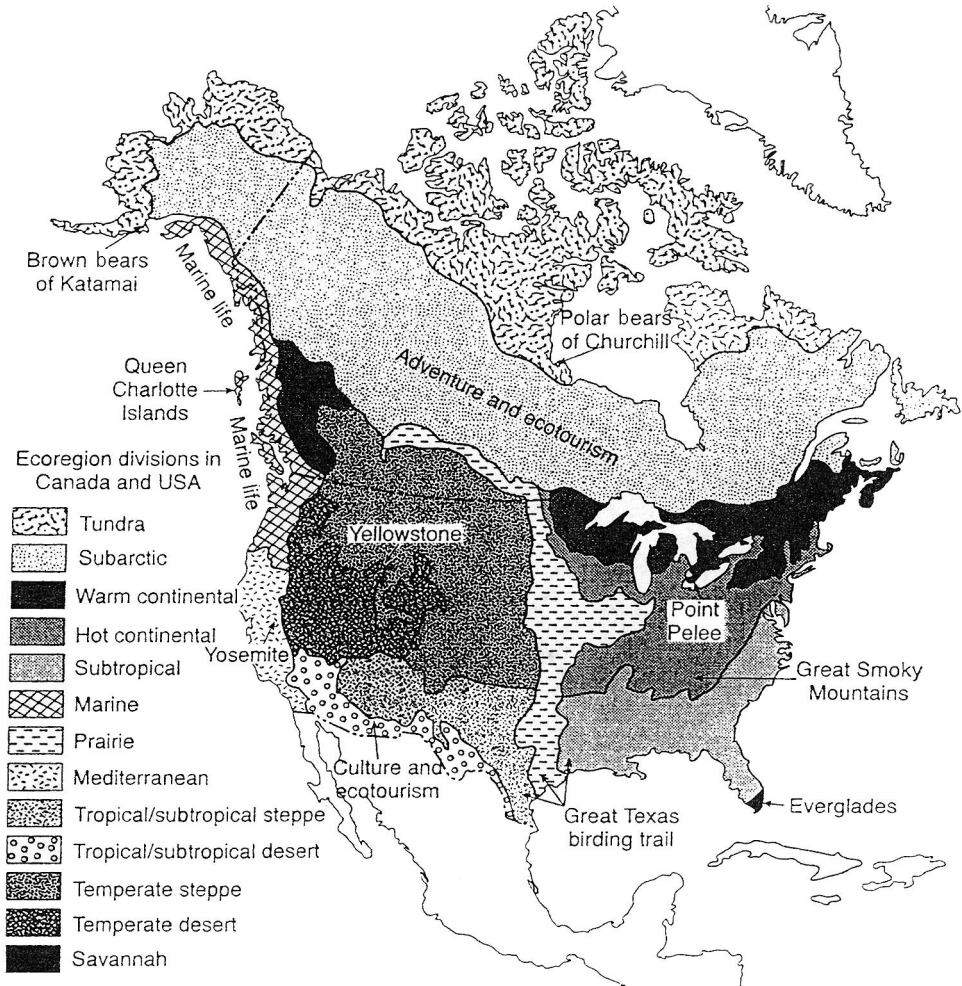 Brown bears
of Katamai
Marine life
Polar bears
of Churchill
Queen
Charlotte
Islands
Adventure and ecotourism
Marine life
Ecoregion divisions in
Canada and USA
Tundra
Subarctic
Warm continental
Hot continental
Subtropical
Marine
Prairie
Mediterranean
Tropical/subtropical steppe
Tropical/subtropical desert
Temperate steppe
Temperate desert
Savannah
Yellowstone
Yosemite
Point
Pelee
Great Smoky
Mountains
Culture and
ecotourism
Great Texas
birding trail
Everglades